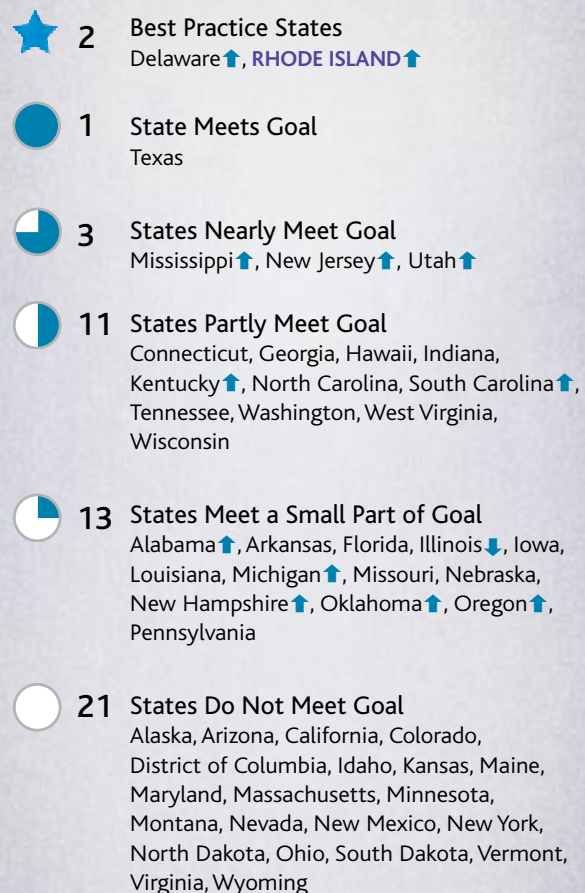 2 Best Practice States
Delaware⬆, RHODE ISLAND⬆
1 State Meets Goal
Texas
3 States Nearly Meet Goal
Mississippi⬆, New Jersey⬆, Utah⬆
11 States Partly Meet Goal
Connecticut, Georgia, Hawaii, Indiana,
Kentucky⬆, North Carolina, South Carolina⬆,
Tennessee, Washington, West Virginia,
Wisconsin
13 States Meet a Small Part of Goal
Alabama⬆, Arkansas, Florida, Illinois⬇, Iowa,
Louisiana, Michigan⬆, Missouri, Nebraska,
New Hampshire⬆, Oklahoma⬆, Oregon⬆,
Pennsylvania
21 States Do Not Meet Goal
Alaska, Arizona, California, Colorado,
District of Columbia, Idaho, Kansas, Maine,
Maryland, Massachusetts, Minnesota,
Montana, Nevada, New Mexico, New York,
North Dakota, Ohio, South Dakota, Vermont,
Virginia, Wyoming